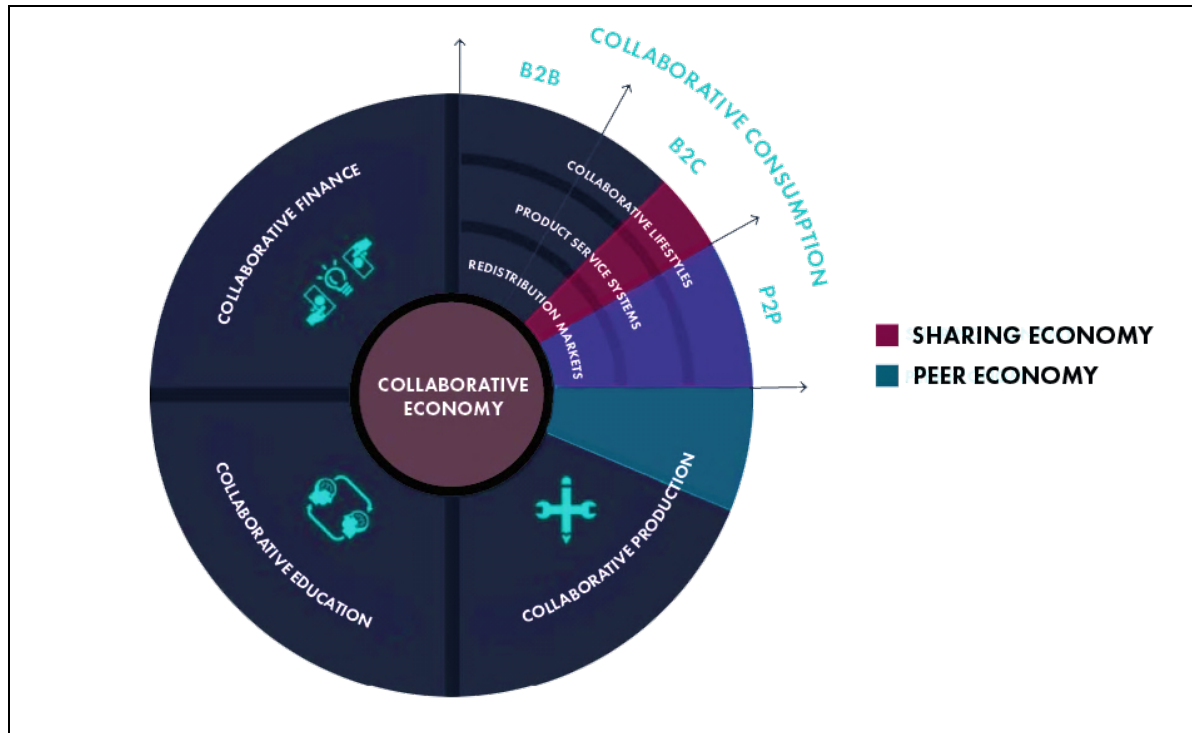 COLLABORATIVE CONSUMPTION
B2B
B2C
P2P
COLLABORATIVE FINANCE
COLLABORATIVE LIFESTYLES
PRODUCT SERVICE SYSTEMS
REDISTRIBUTION MARKETS
COLLABORATIVE
ECONOMY
SHARING ECONOMY
PEER ECONOMY
COLLABORATIVE EDUCATION
COLLABORATIVE PRODUCTION